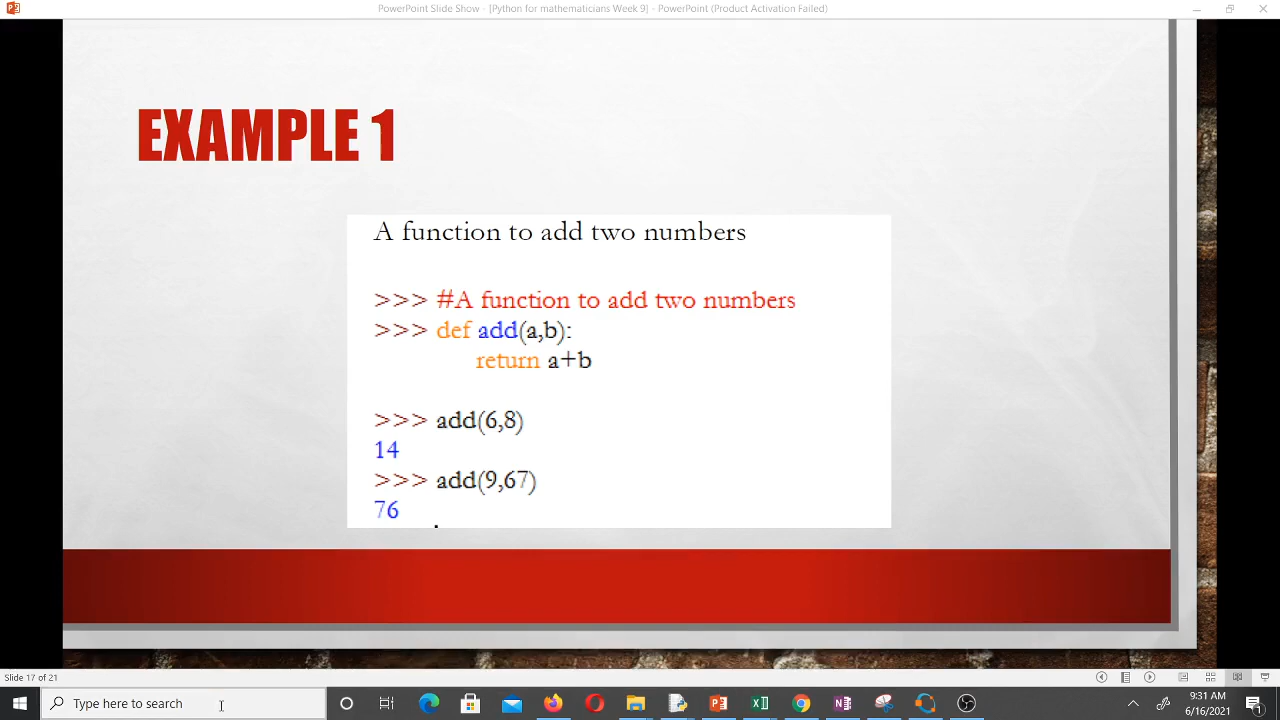 PowerPoint Slide Show - [Python for mathematicians Week 9] - PowerPoint (Product Activation Failed)
EXAMPLE 1
A function to add two numbers
>>> #A function to add two numbers
>>> def add(a,b):
return a+b
>>> add(6,8)
14
>>> add(9,67)
76
Slide 17 of 21
Type here to search
9:31 AM
6/16/2021